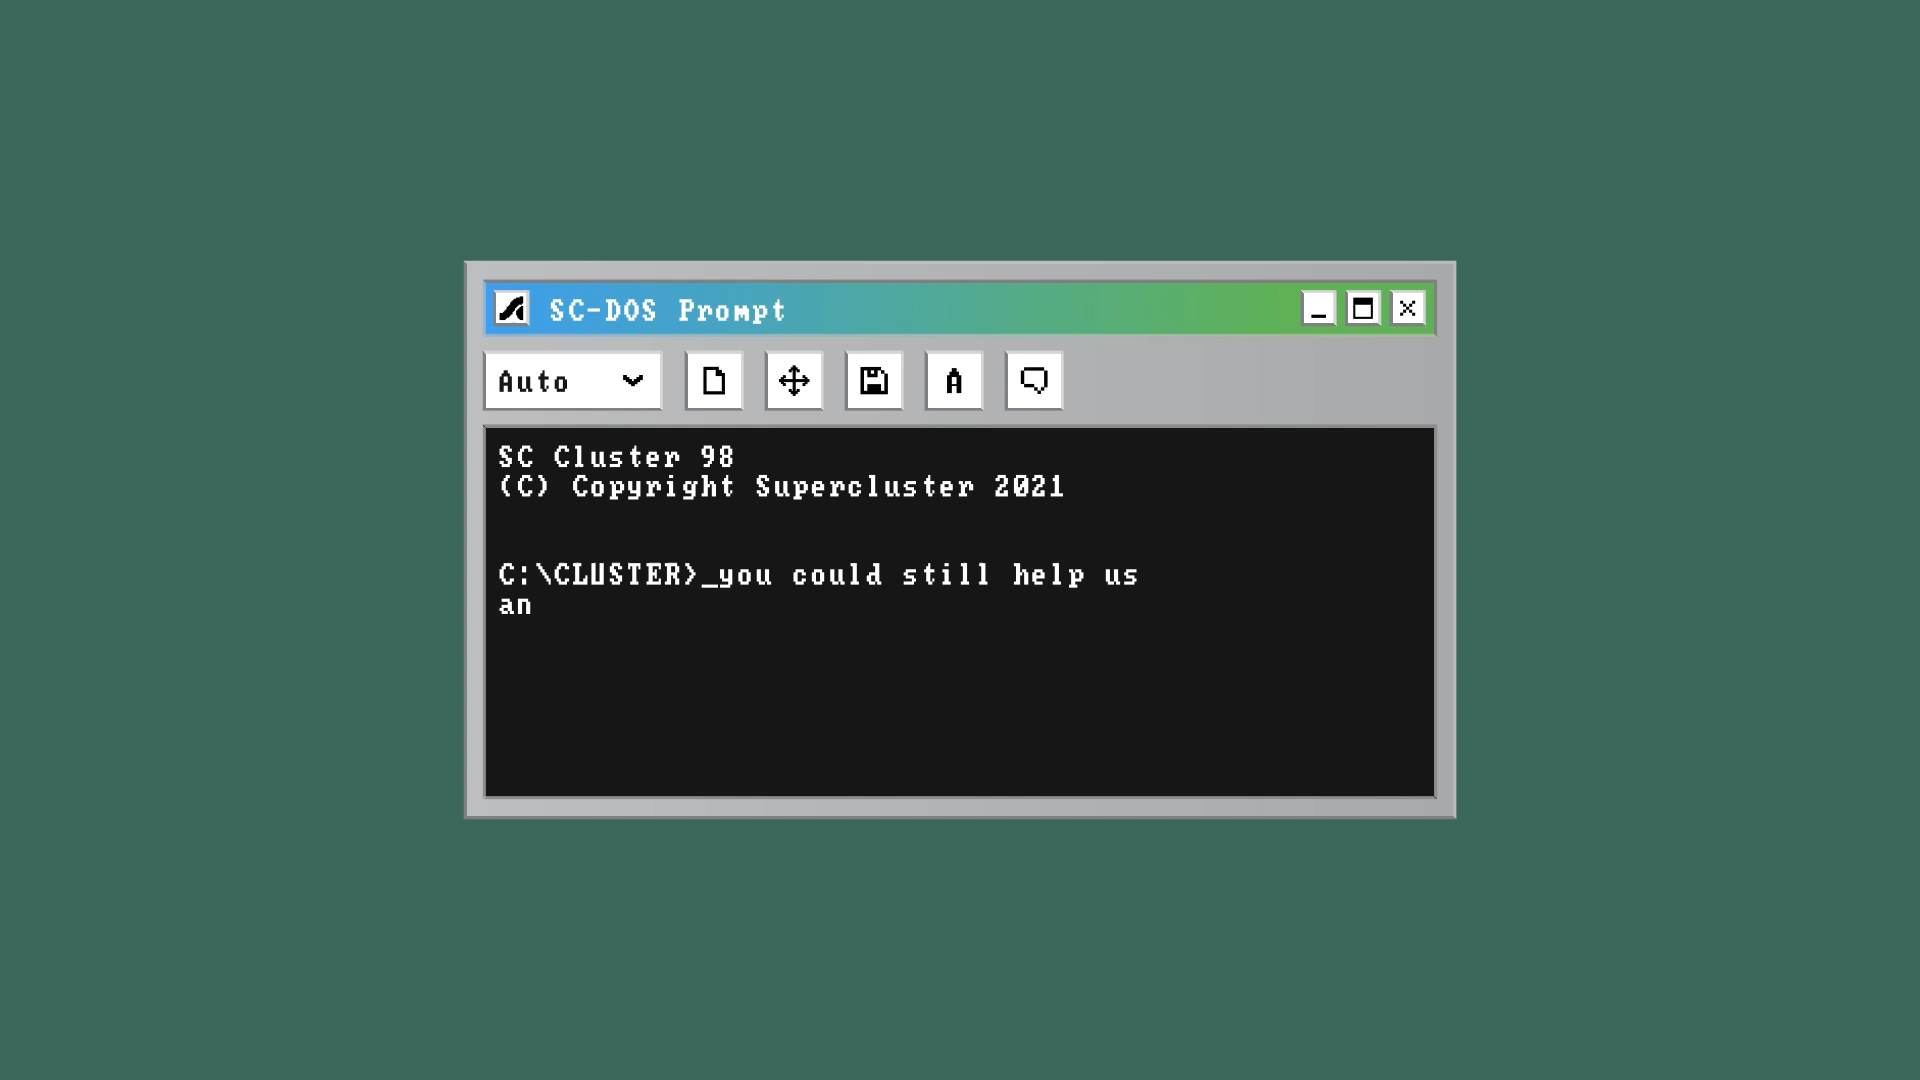 SC-DOS Prompt
Auto
A
SC Cluster 98
(C) Copyright Supercluster 2021
C:\CLUSTER>_you could still help us
an